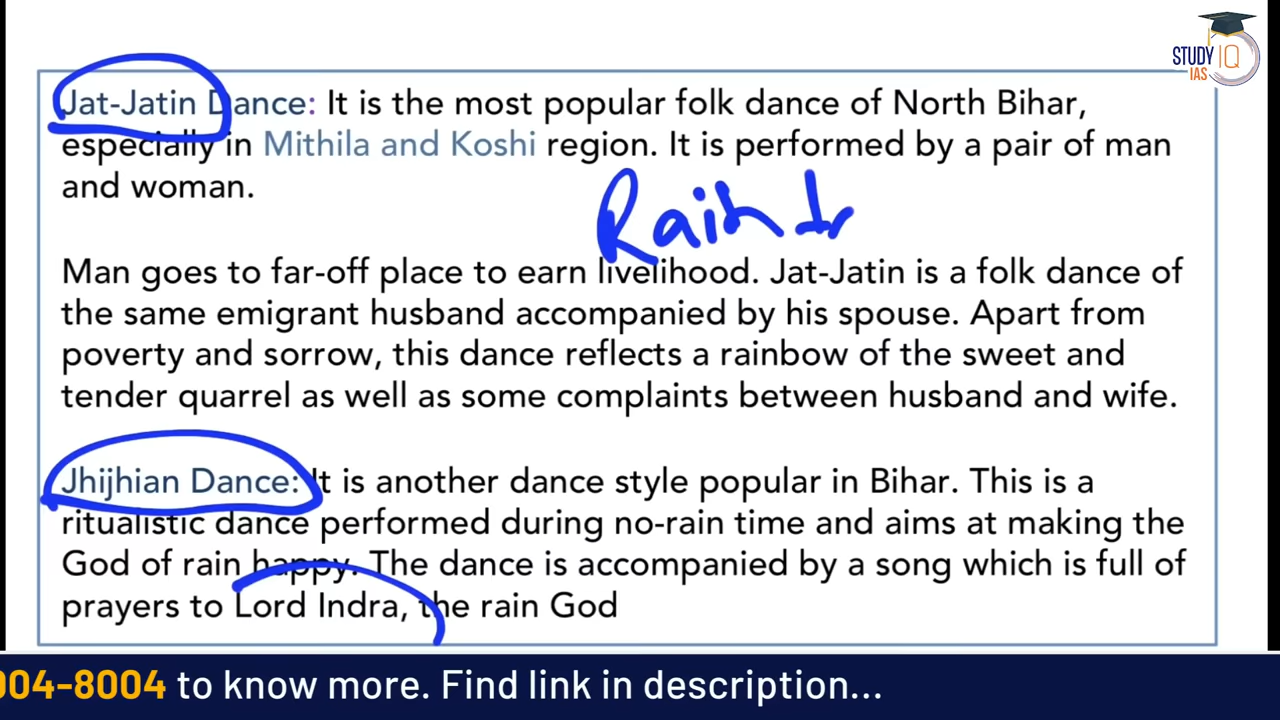 STUDY IQ
IAS
Jat-Jatin Dance: It is the most popular folk dance of North Bihar,
especially in Mithila and Koshi region. It is performed by a pair of man
and woman.
Rain
Man goes to far-off place to earn livelihood. Jat-Jatin is a folk dance of
the same emigrant husband accompanied by his spouse. Apart from
poverty and sorrow, this dance reflects a rainbow of the sweet and
tender quarrel as well as some complaints between husband and wife.
Jhijhian Dance: It is another dance style popular in Bihar. This is a
ritualistic dance performed during no-rain time and aims at making the
God of rain happy. The dance is accompanied by a song which is full of
prayers to Lord Indra, the rain God
004-8004 to know more. Find link in description...